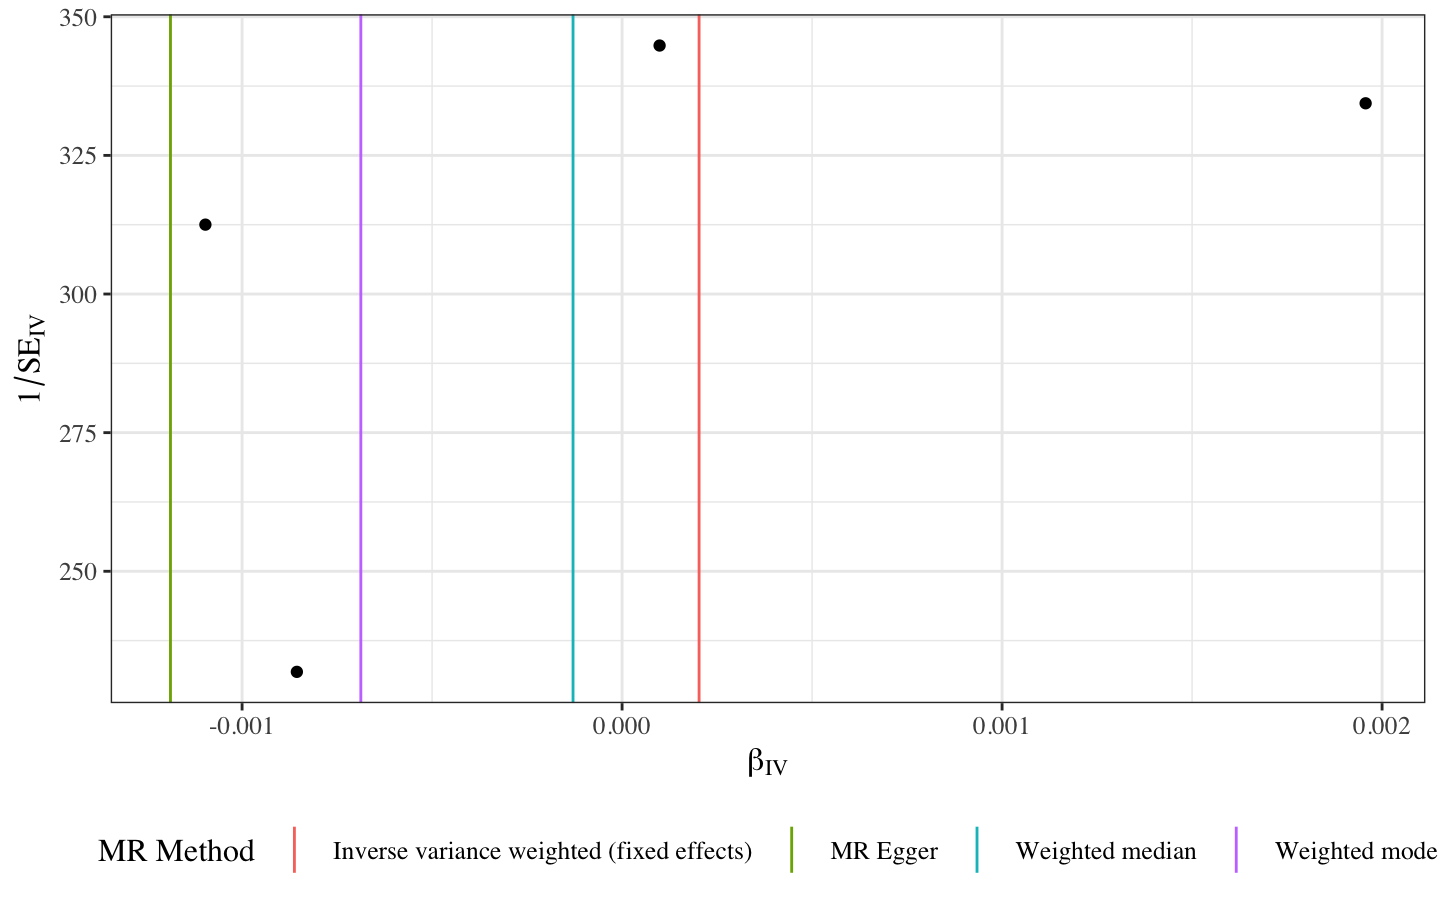 350
325
300
275
250
1/SE_IV
-0.001 0.000 0.001 0.002
β_IV
MR Method Inverse variance weighted (fixed effects) MR Egger Weighted median Weighted mode